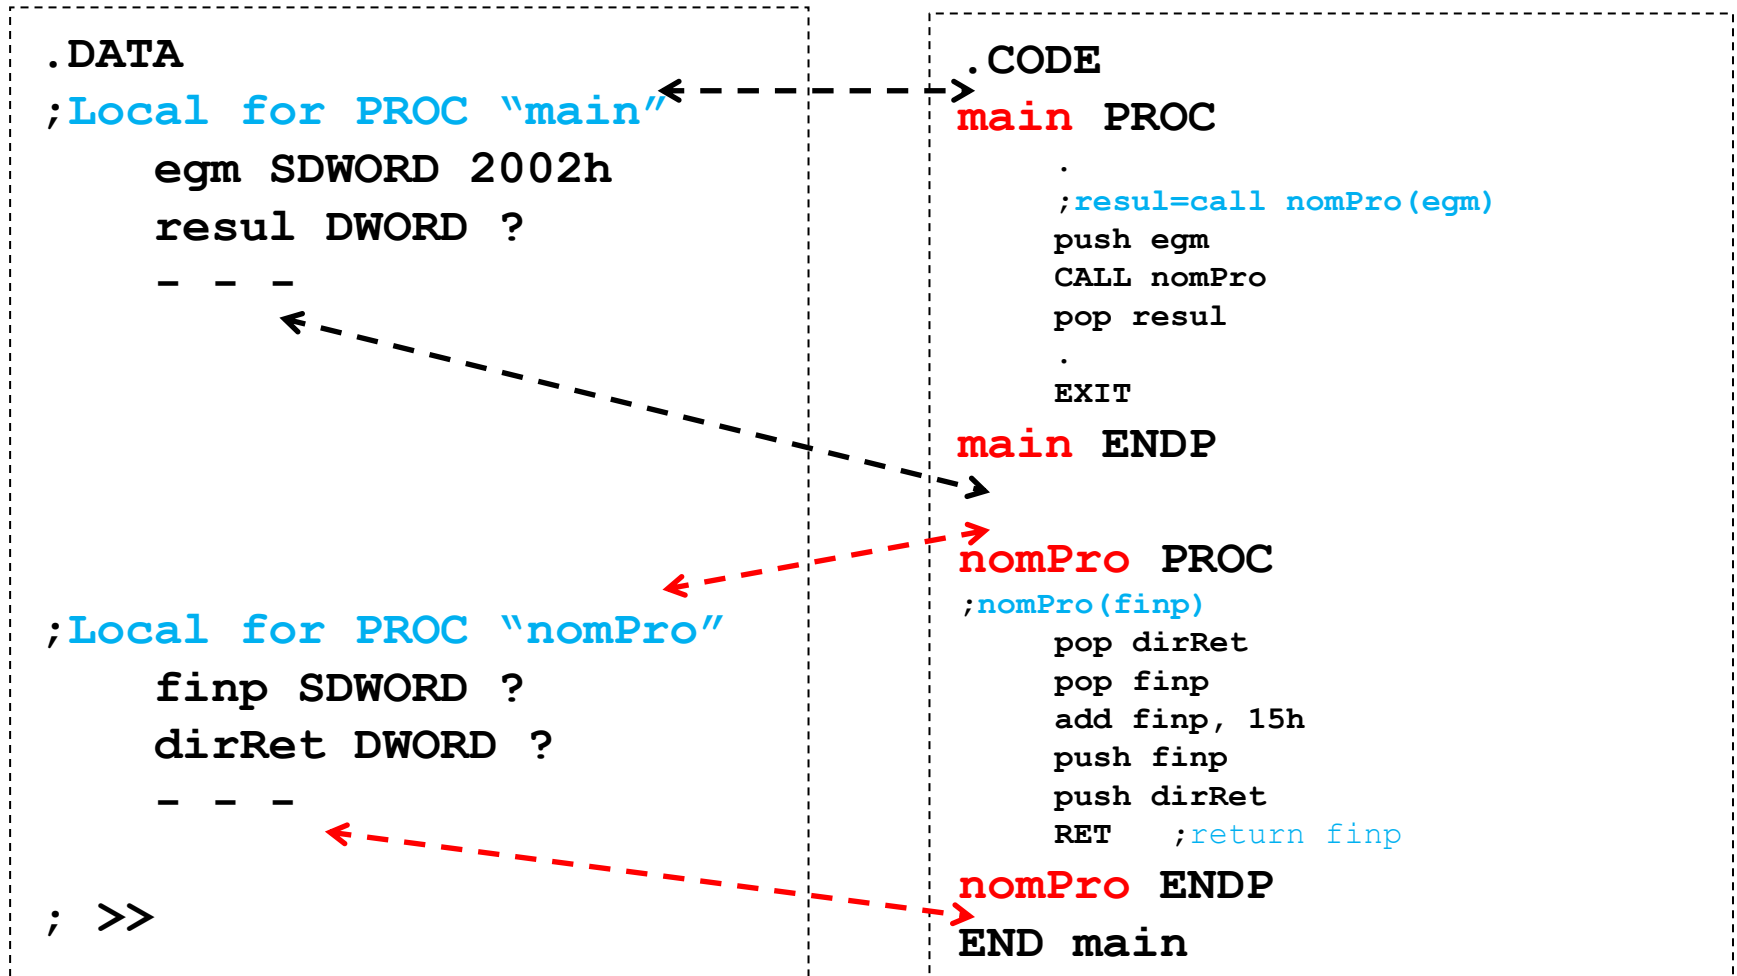 .DATA
;Local for PROC “main”
egm SDWORD 2002h
resul DWORD ?
- - -
;Local for PROC “nomPro”
finp SDWORD ?
dirRet DWORD ?
- - -
; >>
.CODE
main PROC
.
;resul=call nomPro(egm)
push egm
CALL nomPro
pop resul
.
EXIT
main ENDP
nomPro PROC
;nomPro(finp)
pop dirRet
pop finp
add finp, 15h
push finp
push dirRet
RET ;return finp
nomPro ENDP
END main